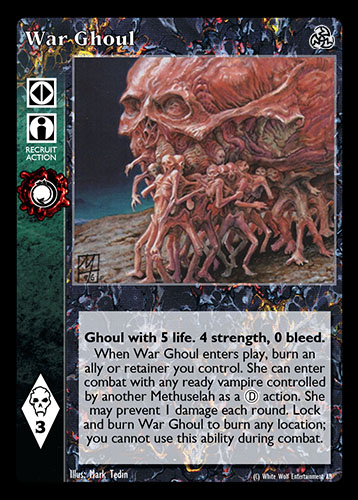 War Ghoul
RECRUIT
ACTION
3
Ghoul with 5 life. 4 strength, 0 bleed.
When War Ghoul enters play, burn an
ally or retainer you control. She can enter
combat with any ready vampire controlled
by another Methuselah as a Ⓓ action. She
may prevent 1 damage each round. Lock
and burn War Ghoul to burn any location;
you cannot use this ability during combat.
Illus: Mark Tedin